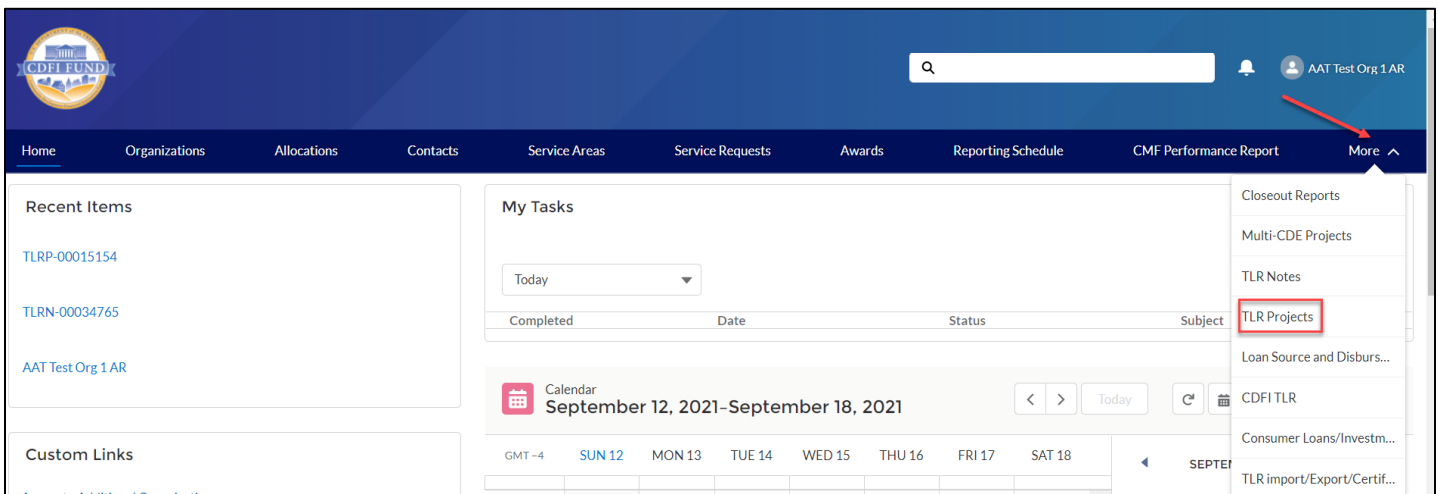 CDFI FUND
AAT Test Org 1 AR
Home Organizations Allocations Contacts Service Areas Service Requests Awards Reporting Schedule CMF Performance Report More
Recent Items
TLRP-00015154
TLRN-00034765
AAT Test Org 1 AR
Custom Links
My Tasks
Today
Completed Date Status Subject
Calendar
September 12, 2021–September 18, 2021
Today
GMT −4 SUN 12 MON 13 TUE 14 WED 15 THU 16 FRI 17 SAT 18
SEPTE
Closeout Reports
Multi-CDE Projects
TLR Notes
TLR Projects
Loan Source and Disburs...
CDFI TLR
Consumer Loans/Investm...
TLR import/Export/Certif...